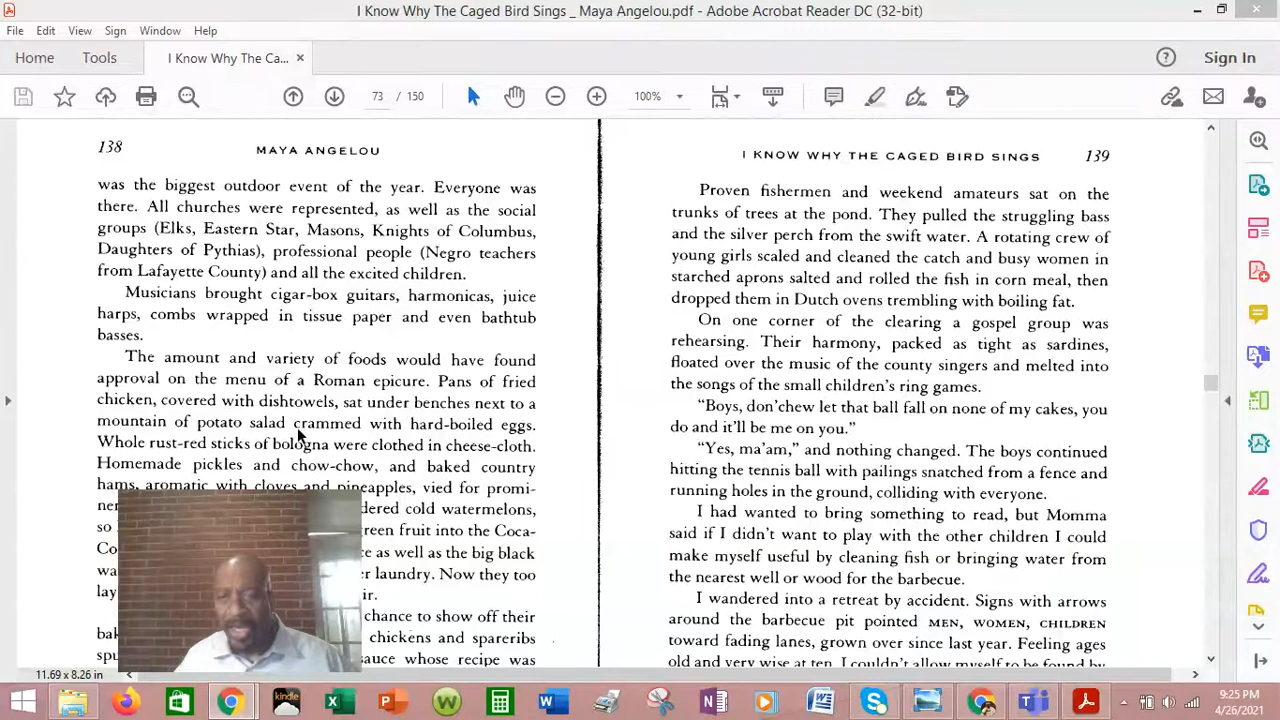 I Know Why The Caged Bird Sings _ Maya Angelou.pdf - Adobe Acrobat Reader DC (32-bit)
File Edit View Sign Window Help
Home Tools I Know Why The Ca... × Sign In
73 / 150 100%
138 MAYA ANGELOU
was the biggest outdoor event of the year. Everyone was
there. All churches were represented, as well as the social
groups (Elks, Eastern Star, Masons, Knights of Columbus,
Daughters of Pythias), professional people (Negro teachers
from Lafayette County) and all the excited children.
Musicians brought cigar-box guitars, harmonicas, juice
harps, combs wrapped in tissue paper and even bathtub
basses.
The amount and variety of foods would have found
approval on the menu of a Roman epicure. Pans of fried
chicken, covered with dishtowels, sat under benches next to a
mountain of potato salad crammed with hard-boiled eggs.
Whole rust-red sticks of bologna were clothed in cheese-cloth.
Homemade pickles and chow-chow, and baked country
hams, aromatic with cloves and pineapples, vied for promi-
dered cold watermelons,
so reen fruit into the Coca-
Co e as well as the big black
wa r laundry. Now they too
lay ir.
chance to show off their
bak chickens and spareribs
sp sauce whose recipe was
I KNOW WHY THE CAGED BIRD SINGS 139
Proven fishermen and weekend amateurs sat on the
trunks of trees at the pond. They pulled the struggling bass
and the silver perch from the swift water. A rotating crew of
young girls scaled and cleaned the catch and busy women in
starched aprons salted and rolled the fish in corn meal, then
dropped them in Dutch ovens trembling with boiling fat.
On one corner of the clearing a gospel group was
rehearsing. Their harmony, packed as tight as sardines,
floated over the music of the county singers and melted into
the songs of the small children's ring games.
"Boys, don'chew let that ball fall on none of my cakes, you
do and it'll be me on you."
"Yes, ma'am," and nothing changed. The boys continued
hitting the tennis ball with pailings snatched from a fence and
running holes in the ground, colliding with everyone.
I had wanted to bring something to read, but Momma
said if I didn't want to play with the other children I could
make myself useful by cleaning fish or bringing water from
the nearest well or wood for the barbecue.
I wandered into a retreat by accident. Signs with arrows
around the barbecue pit pointed MEN, WOMEN, CHILDREN
toward fading lanes, grown over since last year. Feeling ages
old and very wise at ten, I couldn't allow myself to be found by
11.69 x 8.26 in
kindle
9:25 PM
4/26/2021